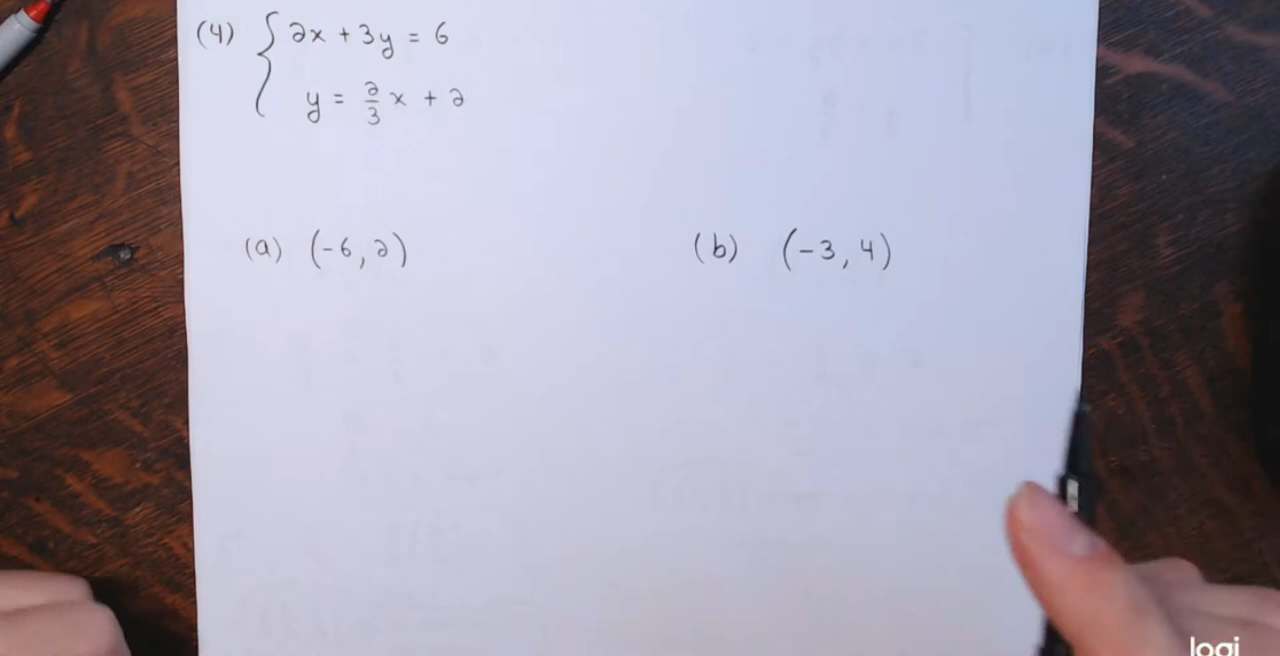 (4) { 2x + 3y = 6
y = 2/3 x + 2
(a) (-6, 2)
(b) (-3, 4)
logi